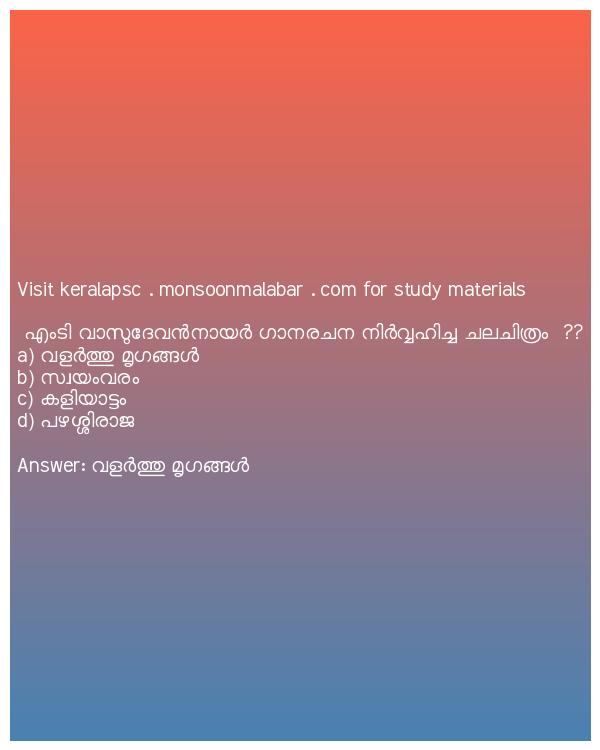 Visit keralapsc . monsoonmalabar . com for study materials
എംടി വാസുദേവൻനായർ ഗാനരചന നിർവ്വഹിച്ച ചലചിത്രം ??
a) വളർത്തു മൃഗങ്ങൾ
b) സ്വയംവരം
c) കളിയാട്ടം
d) പഴശ്ശിരാജ
Answer: വളർത്തു മൃഗങ്ങൾ